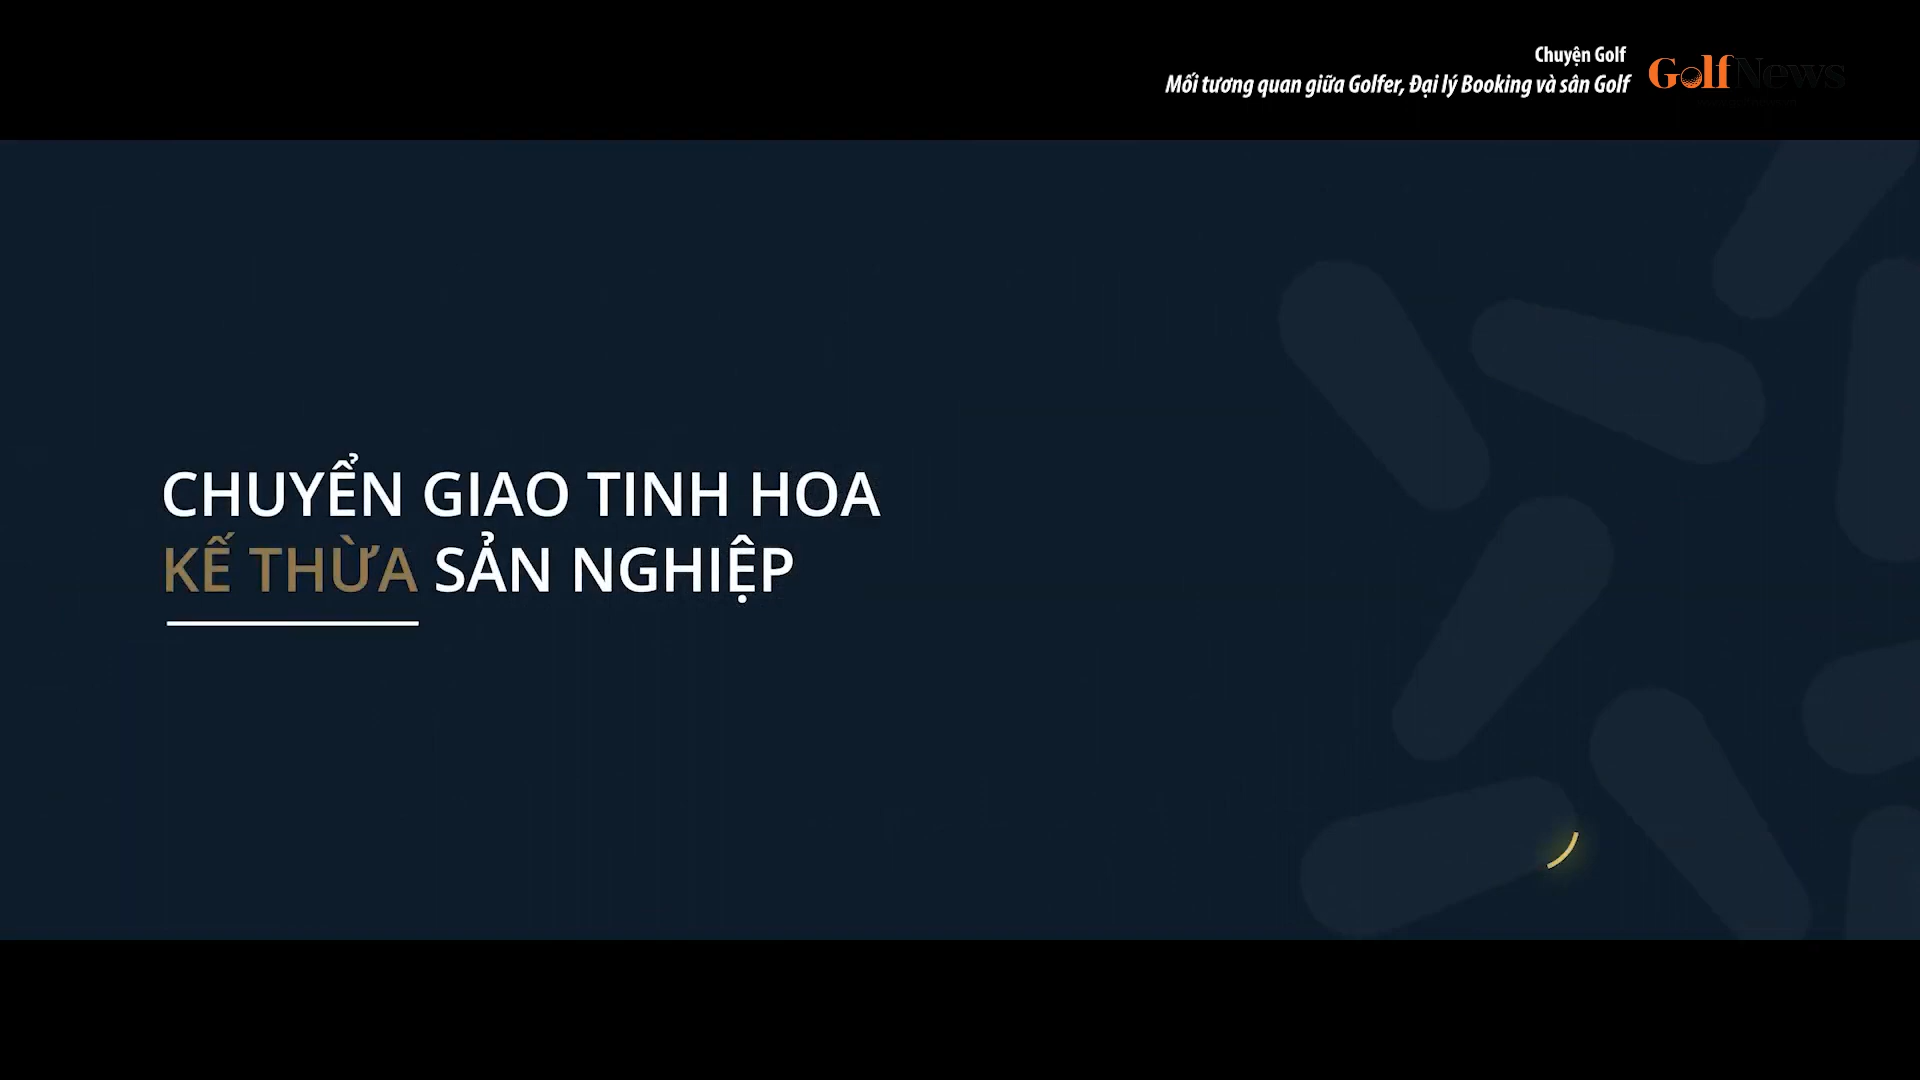 Chuyện Golf
Mối tương quan giữa Golfer, Đại lý Booking và sân Golf
GolfNews
CHUYỂN GIAO TINH HOA
KẾ THỪA SẢN NGHIỆP